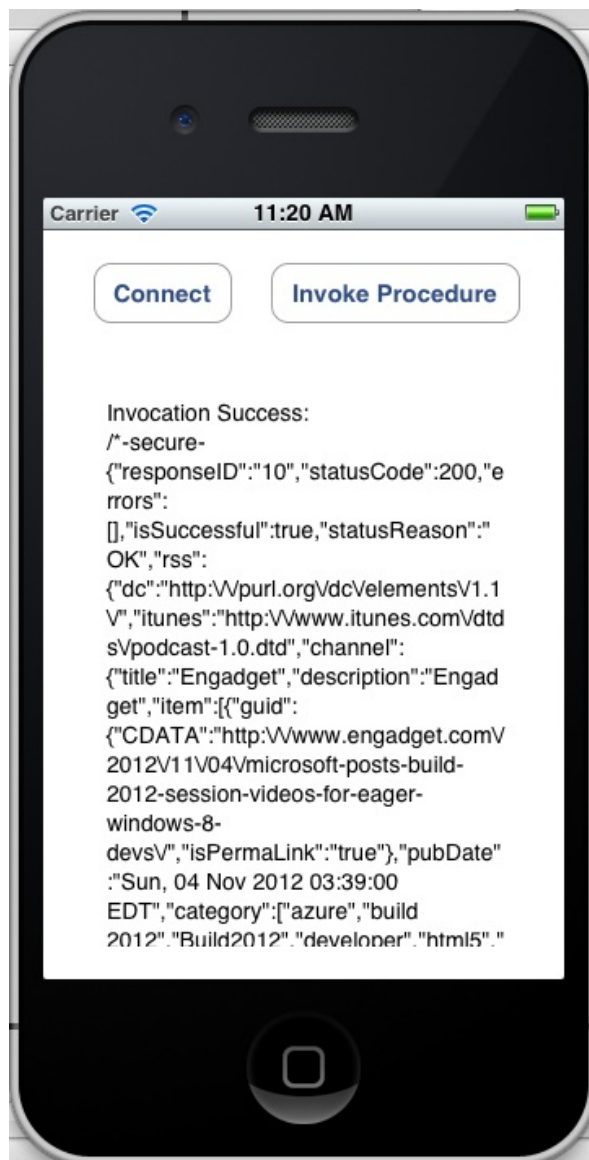 Carrier 11:20 AM
Connect Invoke Procedure
Invocation Success:
/*-secure-
{"responseID":"10","statusCode":200,"e
rrors":
[],"isSuccessful":true,"statusReason":"
OK","rss":
{"dc":"http:\/\/purl.org\/dc\/elements\/1.1
\/","itunes":"http:\/\/www.itunes.com\/dtd
s\/podcast-1.0.dtd","channel":
{"title":"Engadget","description":"Engad
get","item":[{"guid":
{"CDATA":"http:\/\/www.engadget.com\/
2012\/11\/04\/microsoft-posts-build-
2012-session-videos-for-eager-
windows-8-
devs\/","isPermaLink":"true"},"pubDate"
:"Sun, 04 Nov 2012 03:39:00
EDT","category":["azure","build
2012","Build2012","developer","html5","